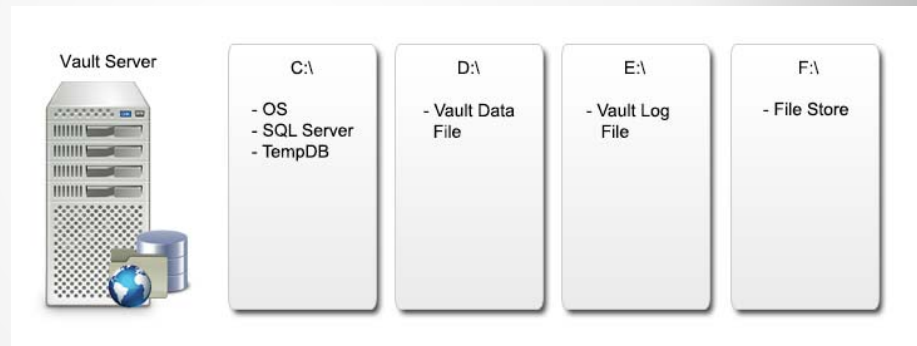 Vault Server
C:\
- OS
- SQL Server
- TempDB
D:\
- Vault Data
File
E:\
- Vault Log
File
F:\
- File Store